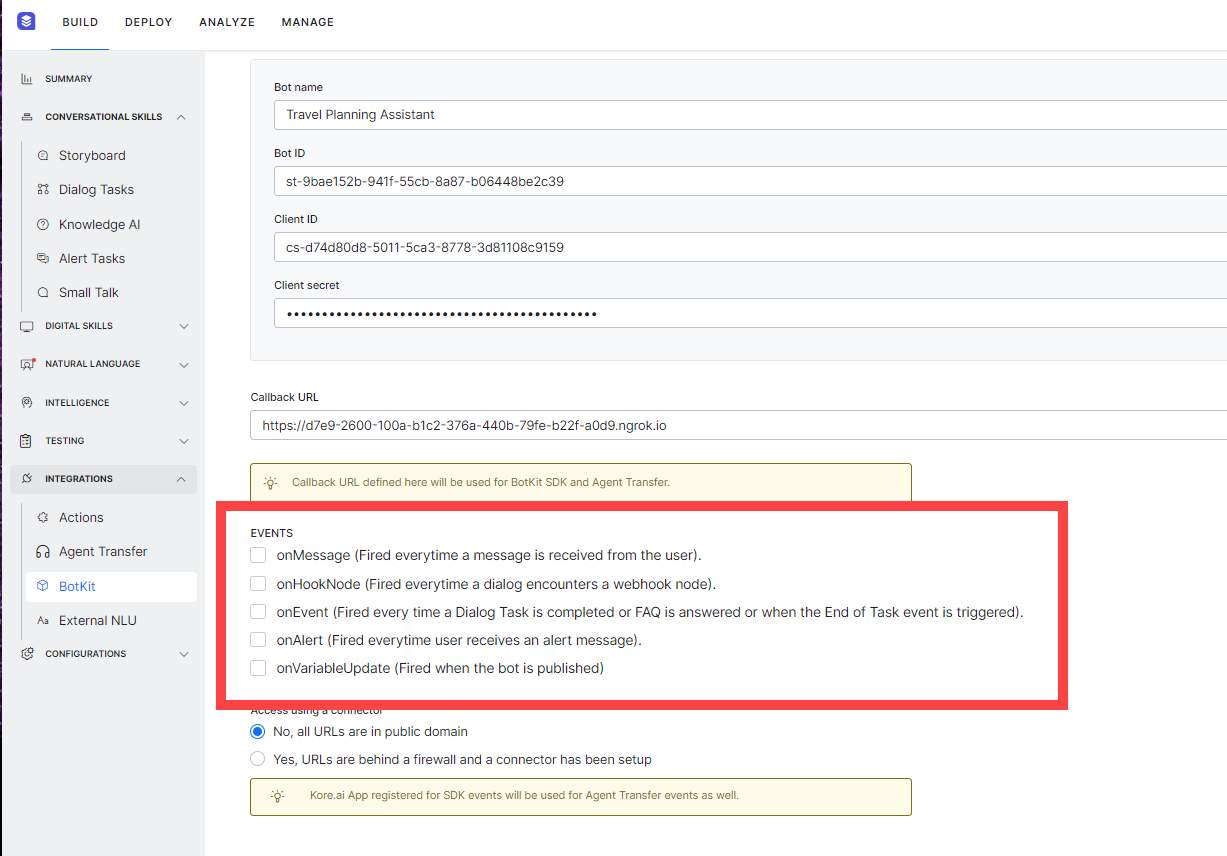 BUILD DEPLOY ANALYZE MANAGE
SUMMARY
CONVERSATIONAL SKILLS
Storyboard
Dialog Tasks
Knowledge AI
Alert Tasks
Small Talk
DIGITAL SKILLS
NATURAL LANGUAGE
INTELLIGENCE
TESTING
INTEGRATIONS
Actions
Agent Transfer
BotKit
Aa External NLU
CONFIGURATIONS
Bot name
Travel Planning Assistant
Bot ID
st-9bae152b-941f-55cb-8a87-b06448be2c39
Client ID
cs-d74d80d8-5011-5ca3-8778-3d81108c9159
Client secret
••••••••••••••••••••••••••••••••••••••••••••
Callback URL
https://d7e9-2600-100a-b1c2-376a-440b-79fe-b22f-a0d9.ngrok.io
Callback URL defined here will be used for BotKit SDK and Agent Transfer.
EVENTS
onMessage (Fired everytime a message is received from the user).
onHookNode (Fired everytime a dialog encounters a webhook node).
onEvent (Fired every time a Dialog Task is completed or FAQ is answered or when the End of Task event is triggered).
onAlert (Fired everytime user receives an alert message).
onVariableUpdate (Fired when the bot is published)
Access using a connector
No, all URLs are in public domain
Yes, URLs are behind a firewall and a connector has been setup
Kore.ai App registered for SDK events will be used for Agent Transfer events as well.